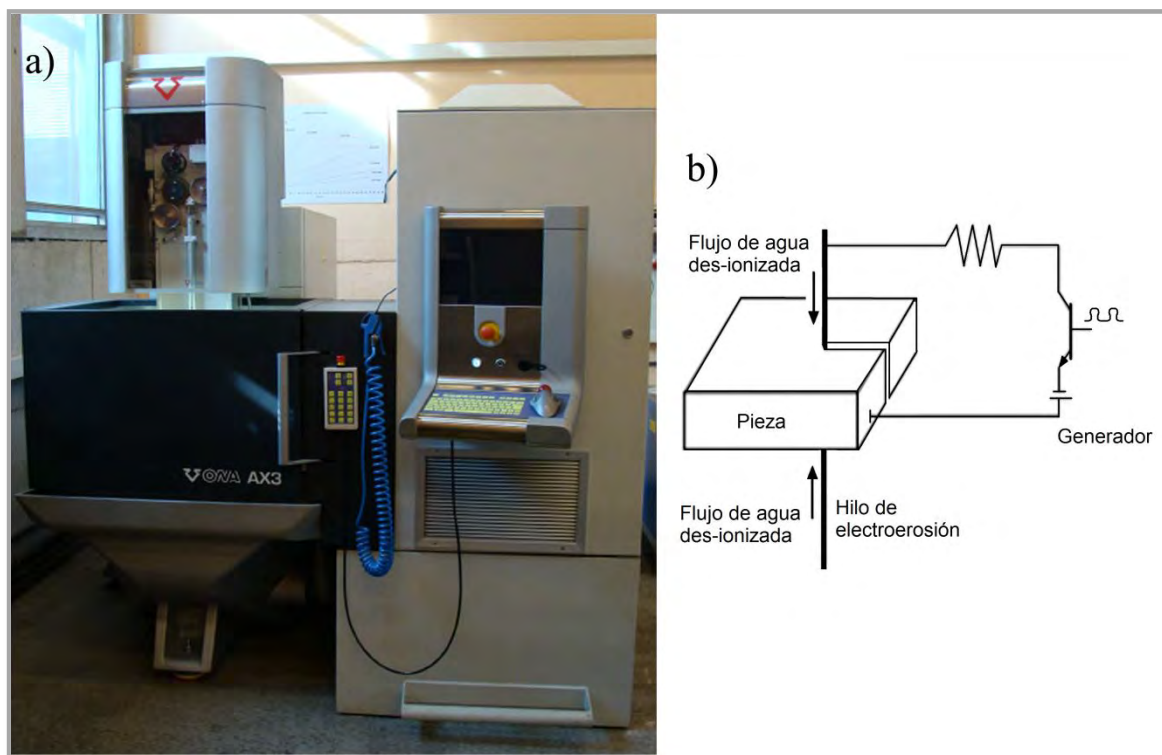 a)
ONA AX3
b)
Flujo de agua
des-ionizada
Pieza
Generador
Flujo de agua
des-ionizada
Hilo de
electroerosión